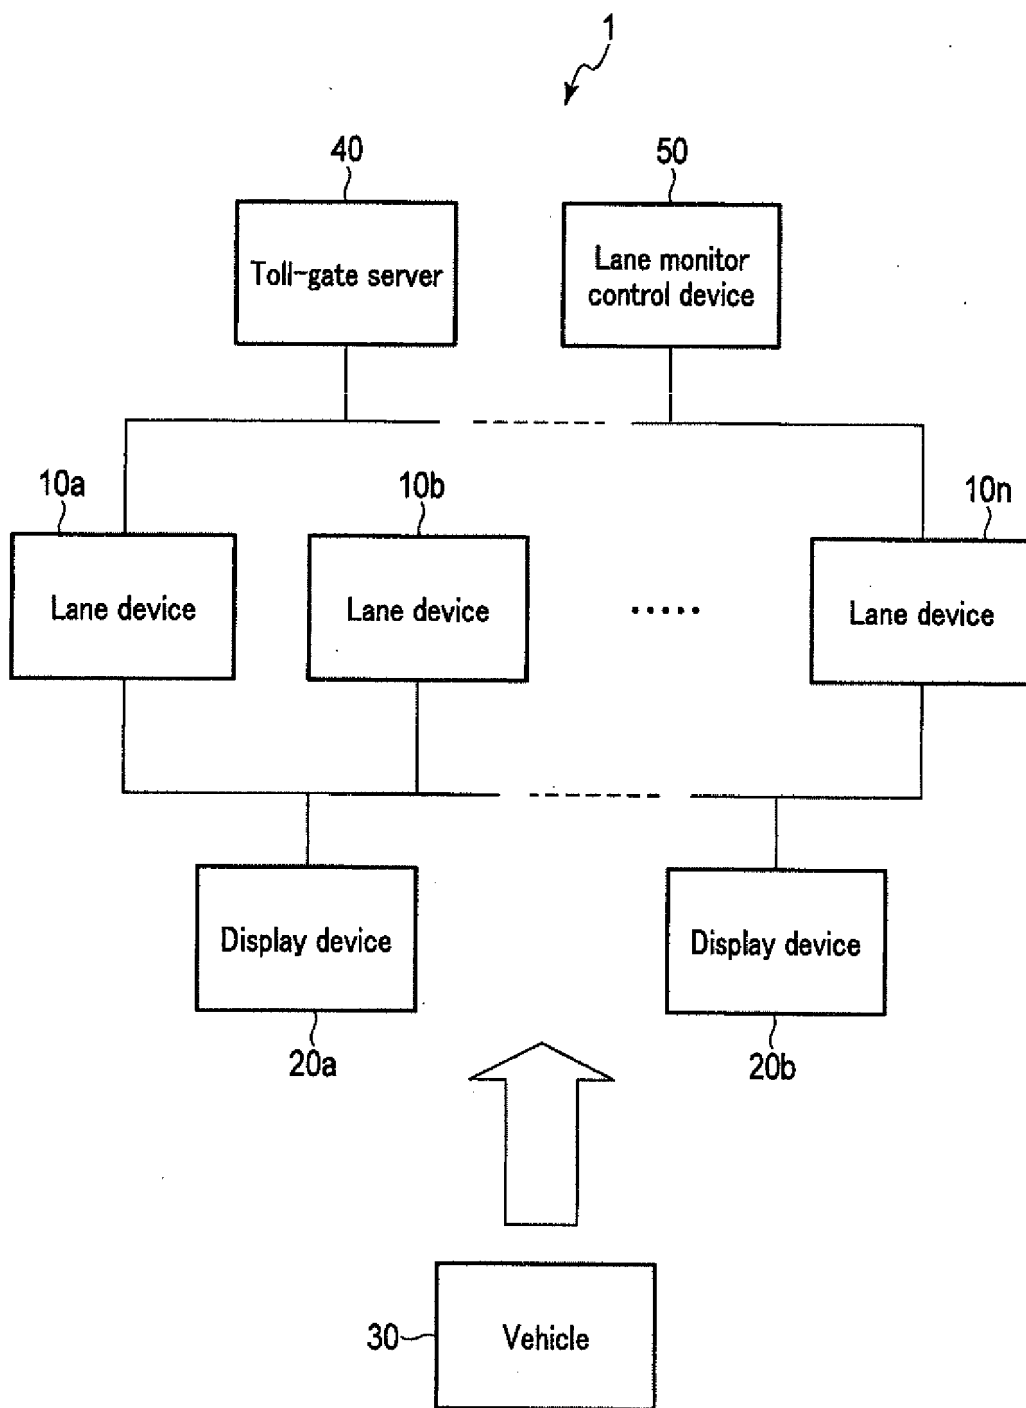 1
40
50
Toll-gate server
Lane monitor
control device
10a
10b
10n
Lane device
Lane device
.....
Lane device
Display device
Display device
20a
20b
30
Vehicle